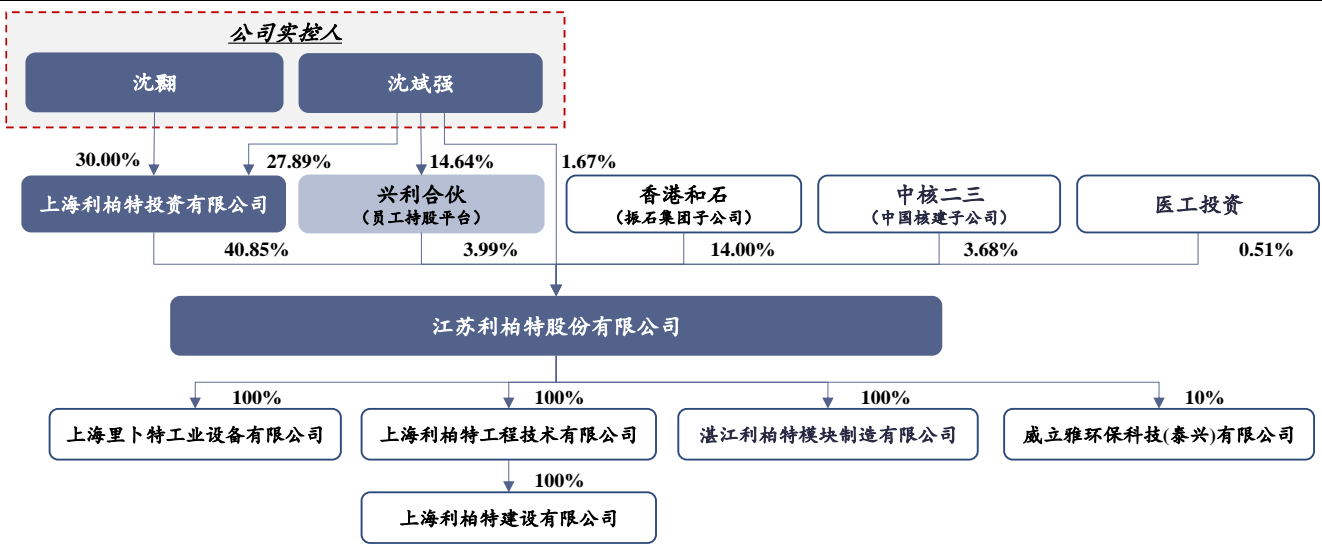 公司实控人
沈翾
沈斌强
30.00%
27.89%
14.64%
1.67%
上海利柏特投资有限公司
兴利合伙
（员工持股平台）
香港和石
（振石集团子公司）
中核二三
（中国核建子公司）
医工投资
40.85%
3.99%
14.00%
3.68%
0.51%
江苏利柏特股份有限公司
100%
100%
100%
10%
上海里卜特工业设备有限公司
上海利柏特工程技术有限公司
湛江利柏特模块制造有限公司
威立雅环保科技(泰兴)有限公司
100%
上海利柏特建设有限公司